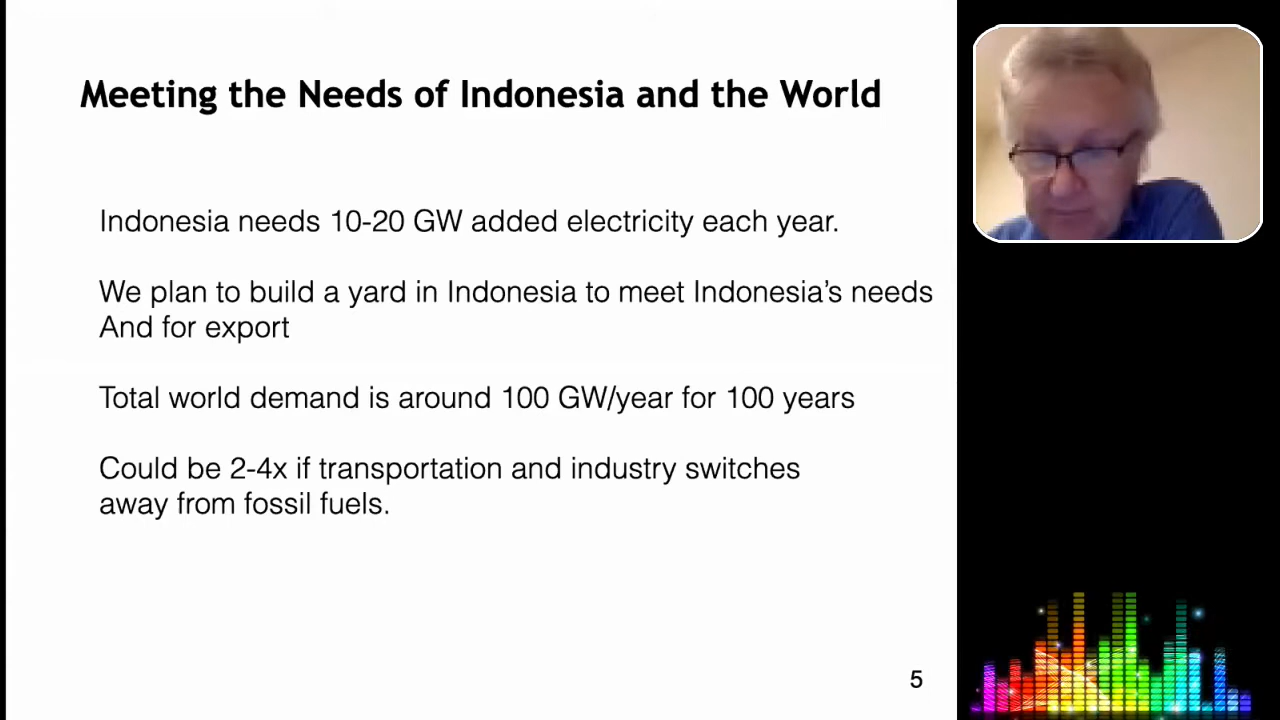 Meeting the Needs of Indonesia and the World
Indonesia needs 10-20 GW added electricity each year.
We plan to build a yard in Indonesia to meet Indonesia’s needs
And for export
Total world demand is around 100 GW/year for 100 years
Could be 2-4x if transportation and industry switches
away from fossil fuels.
5